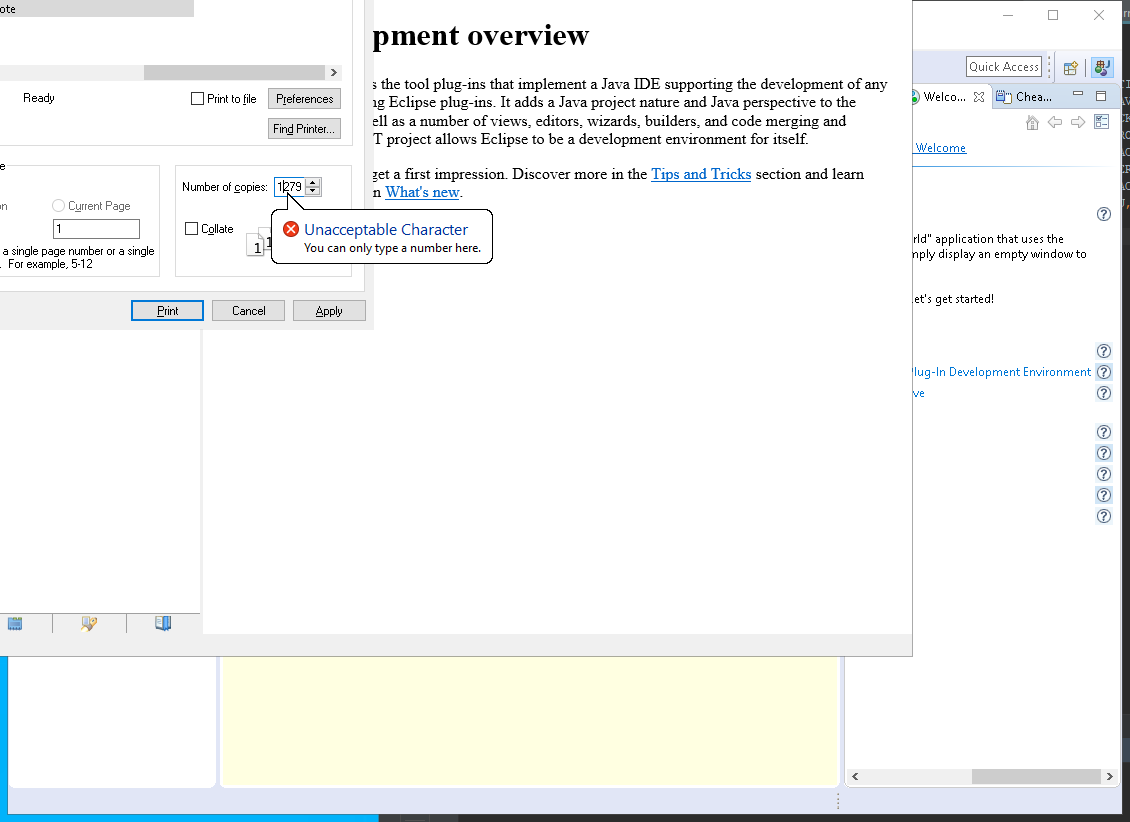 ote
Ready
Print to file
Preferences
Find Printer...
e
on
Current Page
1
a single page number or a single
. For example, 5-12
Number of copies:
1279
Collate
1
1
Unacceptable Character
You can only type a number here.
Print
Cancel
Apply
pment overview
s the tool plug-ins that implement a Java IDE supporting the development of any
ng Eclipse plug-ins. It adds a Java project nature and Java perspective to the
ell as a number of views, editors, wizards, builders, and code merging and
T project allows Eclipse to be a development environment for itself.
get a first impression. Discover more in the Tips and Tricks section and learn
n What's new.
Quick Access
Welco...
Chea...
Welcome
rld" application that uses the
mply display an empty window to
et's get started!
Plug-In Development Environment
ve